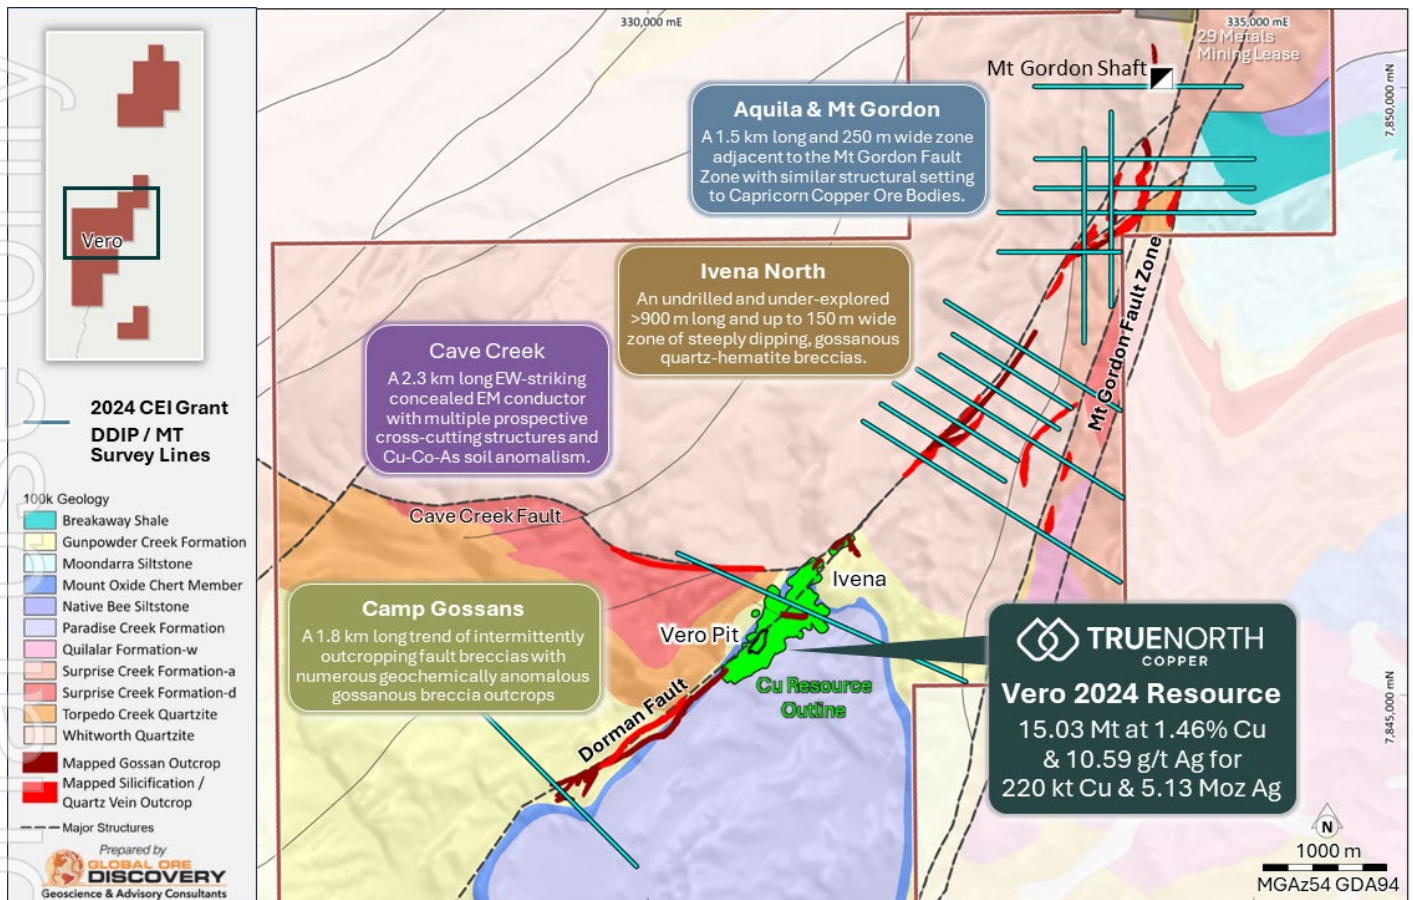 330,000 mE
335,000 mE
29 Metals
Mining Lease
7,850,000 mN
7,845,000 mN
Mt Gordon Shaft
Aquila & Mt Gordon
A 1.5 km long and 250 m wide zone
adjacent to the Mt Gordon Fault
Zone with similar structural setting
to Capricorn Copper Ore Bodies.
Ivena North
An undrilled and under-explored
>900 m long and up to 150 m wide
zone of steeply dipping, gossanous
quartz-hematite breccias.
Cave Creek
A 2.3 km long EW-striking
concealed EM conductor
with multiple prospective
cross-cutting structures and
Cu-Co-As soil anomalism.
Mt Gordon Fault Zone
Cave Creek Fault
Camp Gossans
A 1.8 km long trend of intermittently
outcropping fault breccias with
numerous geochemically anomalous
gossanous breccia outcrops
Ivena
Vero Pit
Cu Resource
Outline
Dorman Fault
TRUENORTH
COPPER
Vero 2024 Resource
15.03 Mt at 1.46% Cu
& 10.59 g/t Ag for
220 kt Cu & 5.13 Moz Ag
N
1000 m
MGAz54 GDA94
Vero
2024 CEI Grant
DDIP / MT
Survey Lines
100k Geology
Breakaway Shale
Gunpowder Creek Formation
Moondarra Siltstone
Mount Oxide Chert Member
Native Bee Siltstone
Paradise Creek Formation
Quilalar Formation-w
Surprise Creek Formation-a
Surprise Creek Formation-d
Torpedo Creek Quartzite
Whitworth Quartzite
Mapped Gossan Outcrop
Mapped Silicification /
Quartz Vein Outcrop
Major Structures
Prepared by
GLOBAL ORE
DISCOVERY
Geoscience & Advisory Consultants